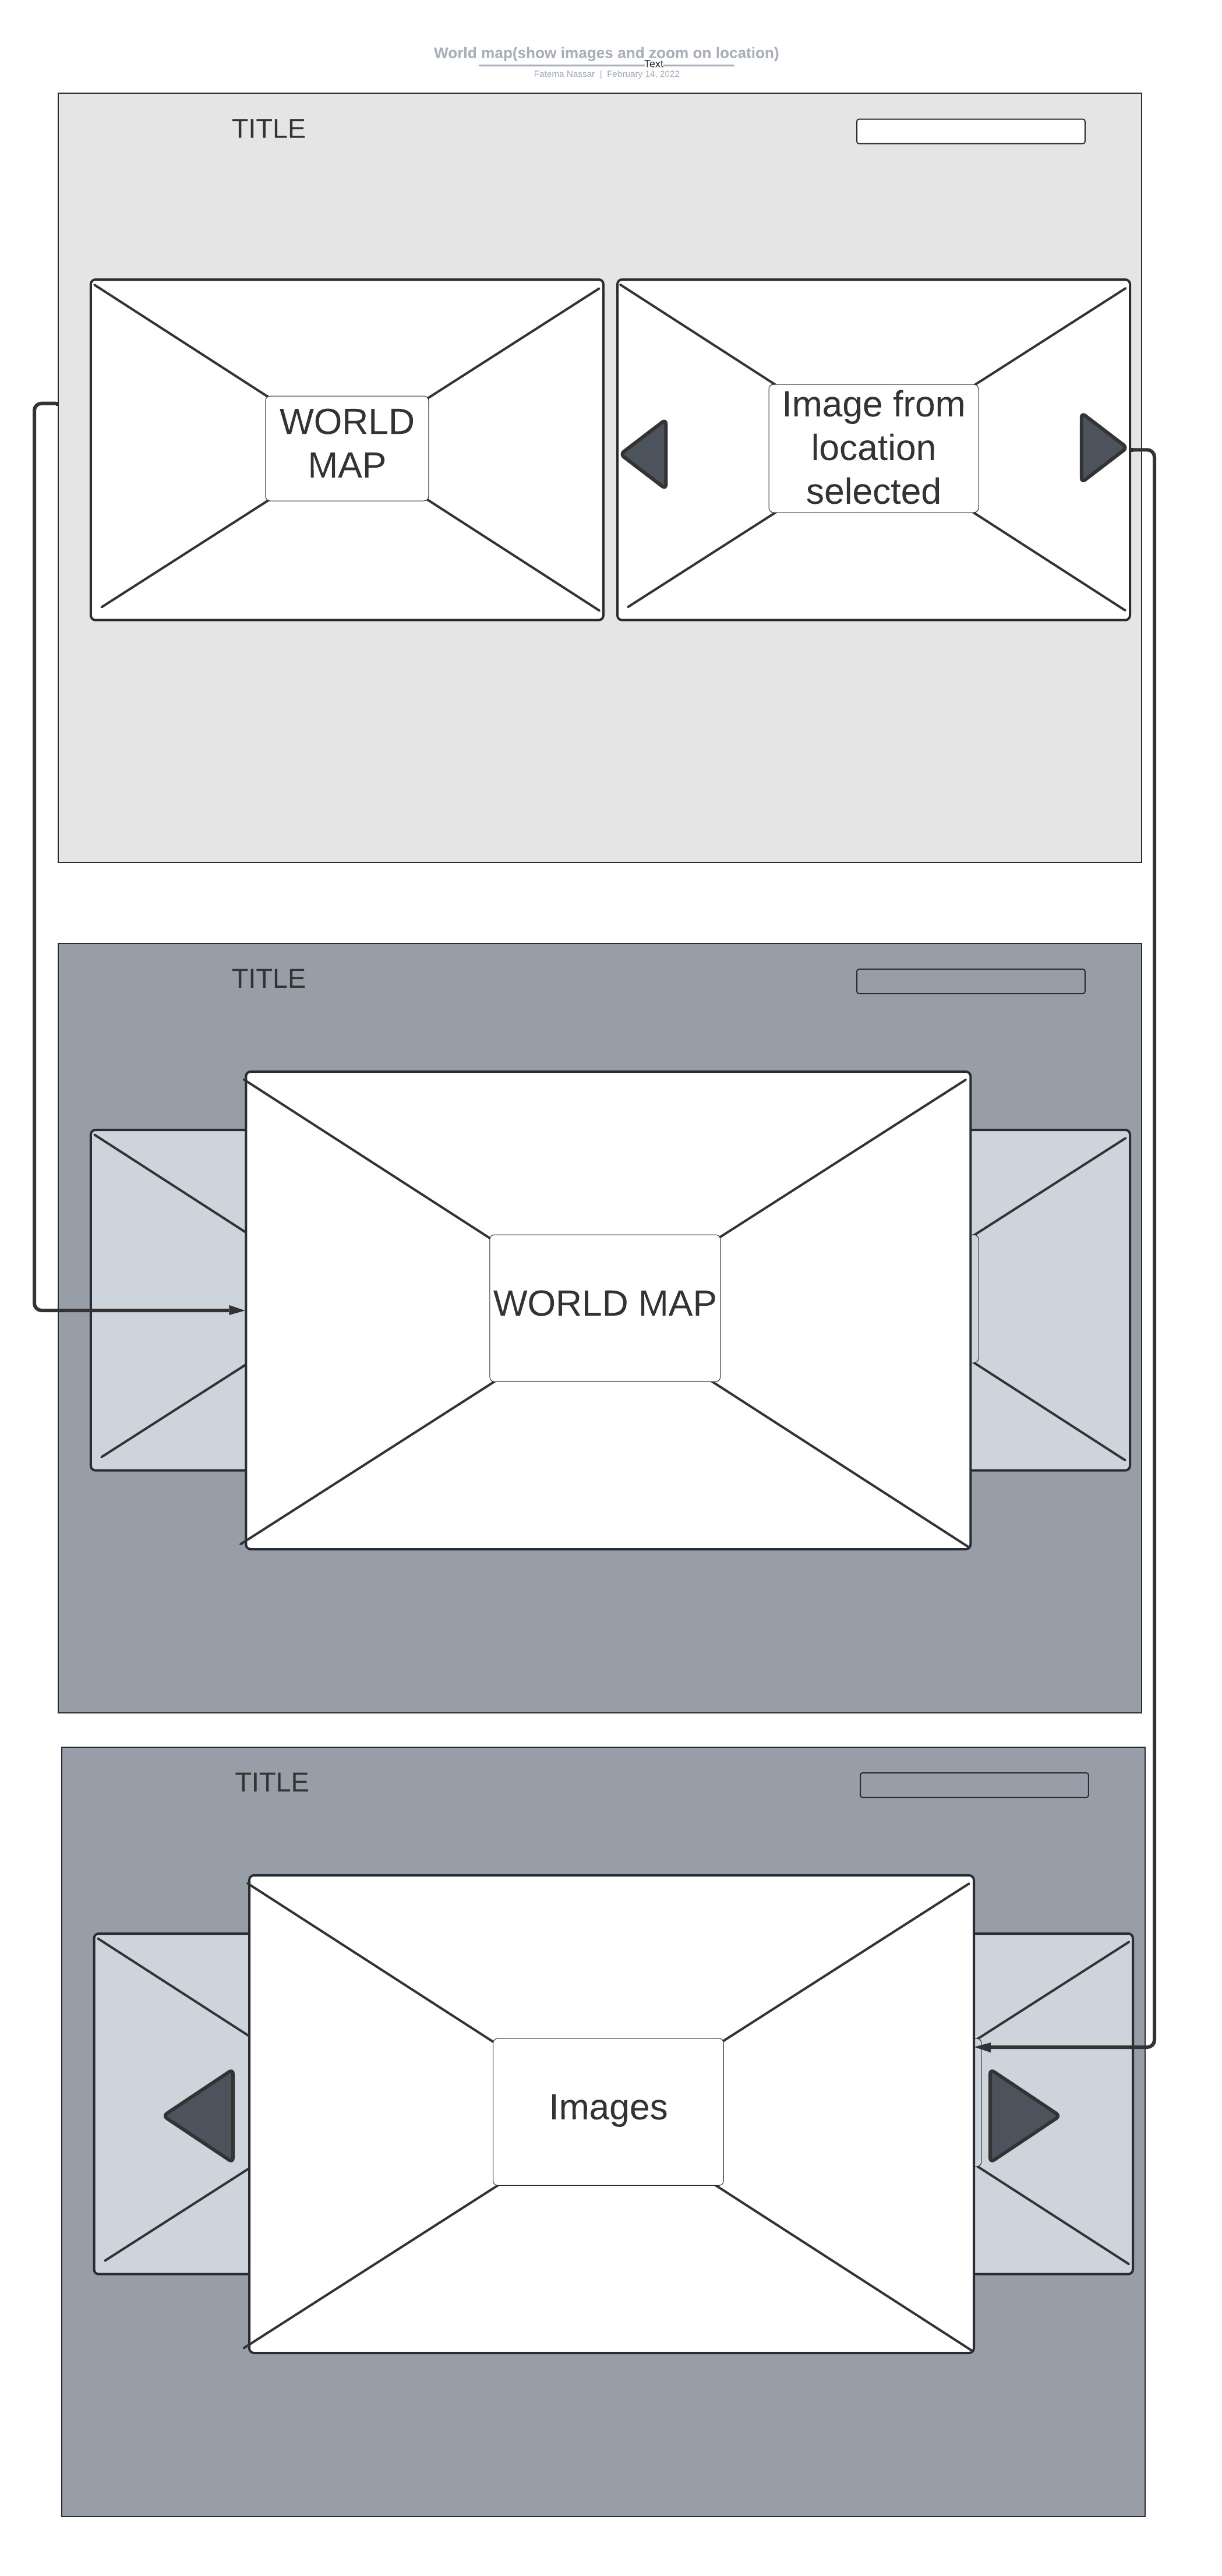 World map(show images and zoom on location)
Text
Fatema Nassar | February 14, 2022
TITLE
WORLD
MAP
Image from
location
selected
TITLE
WORLD MAP
TITLE
Images